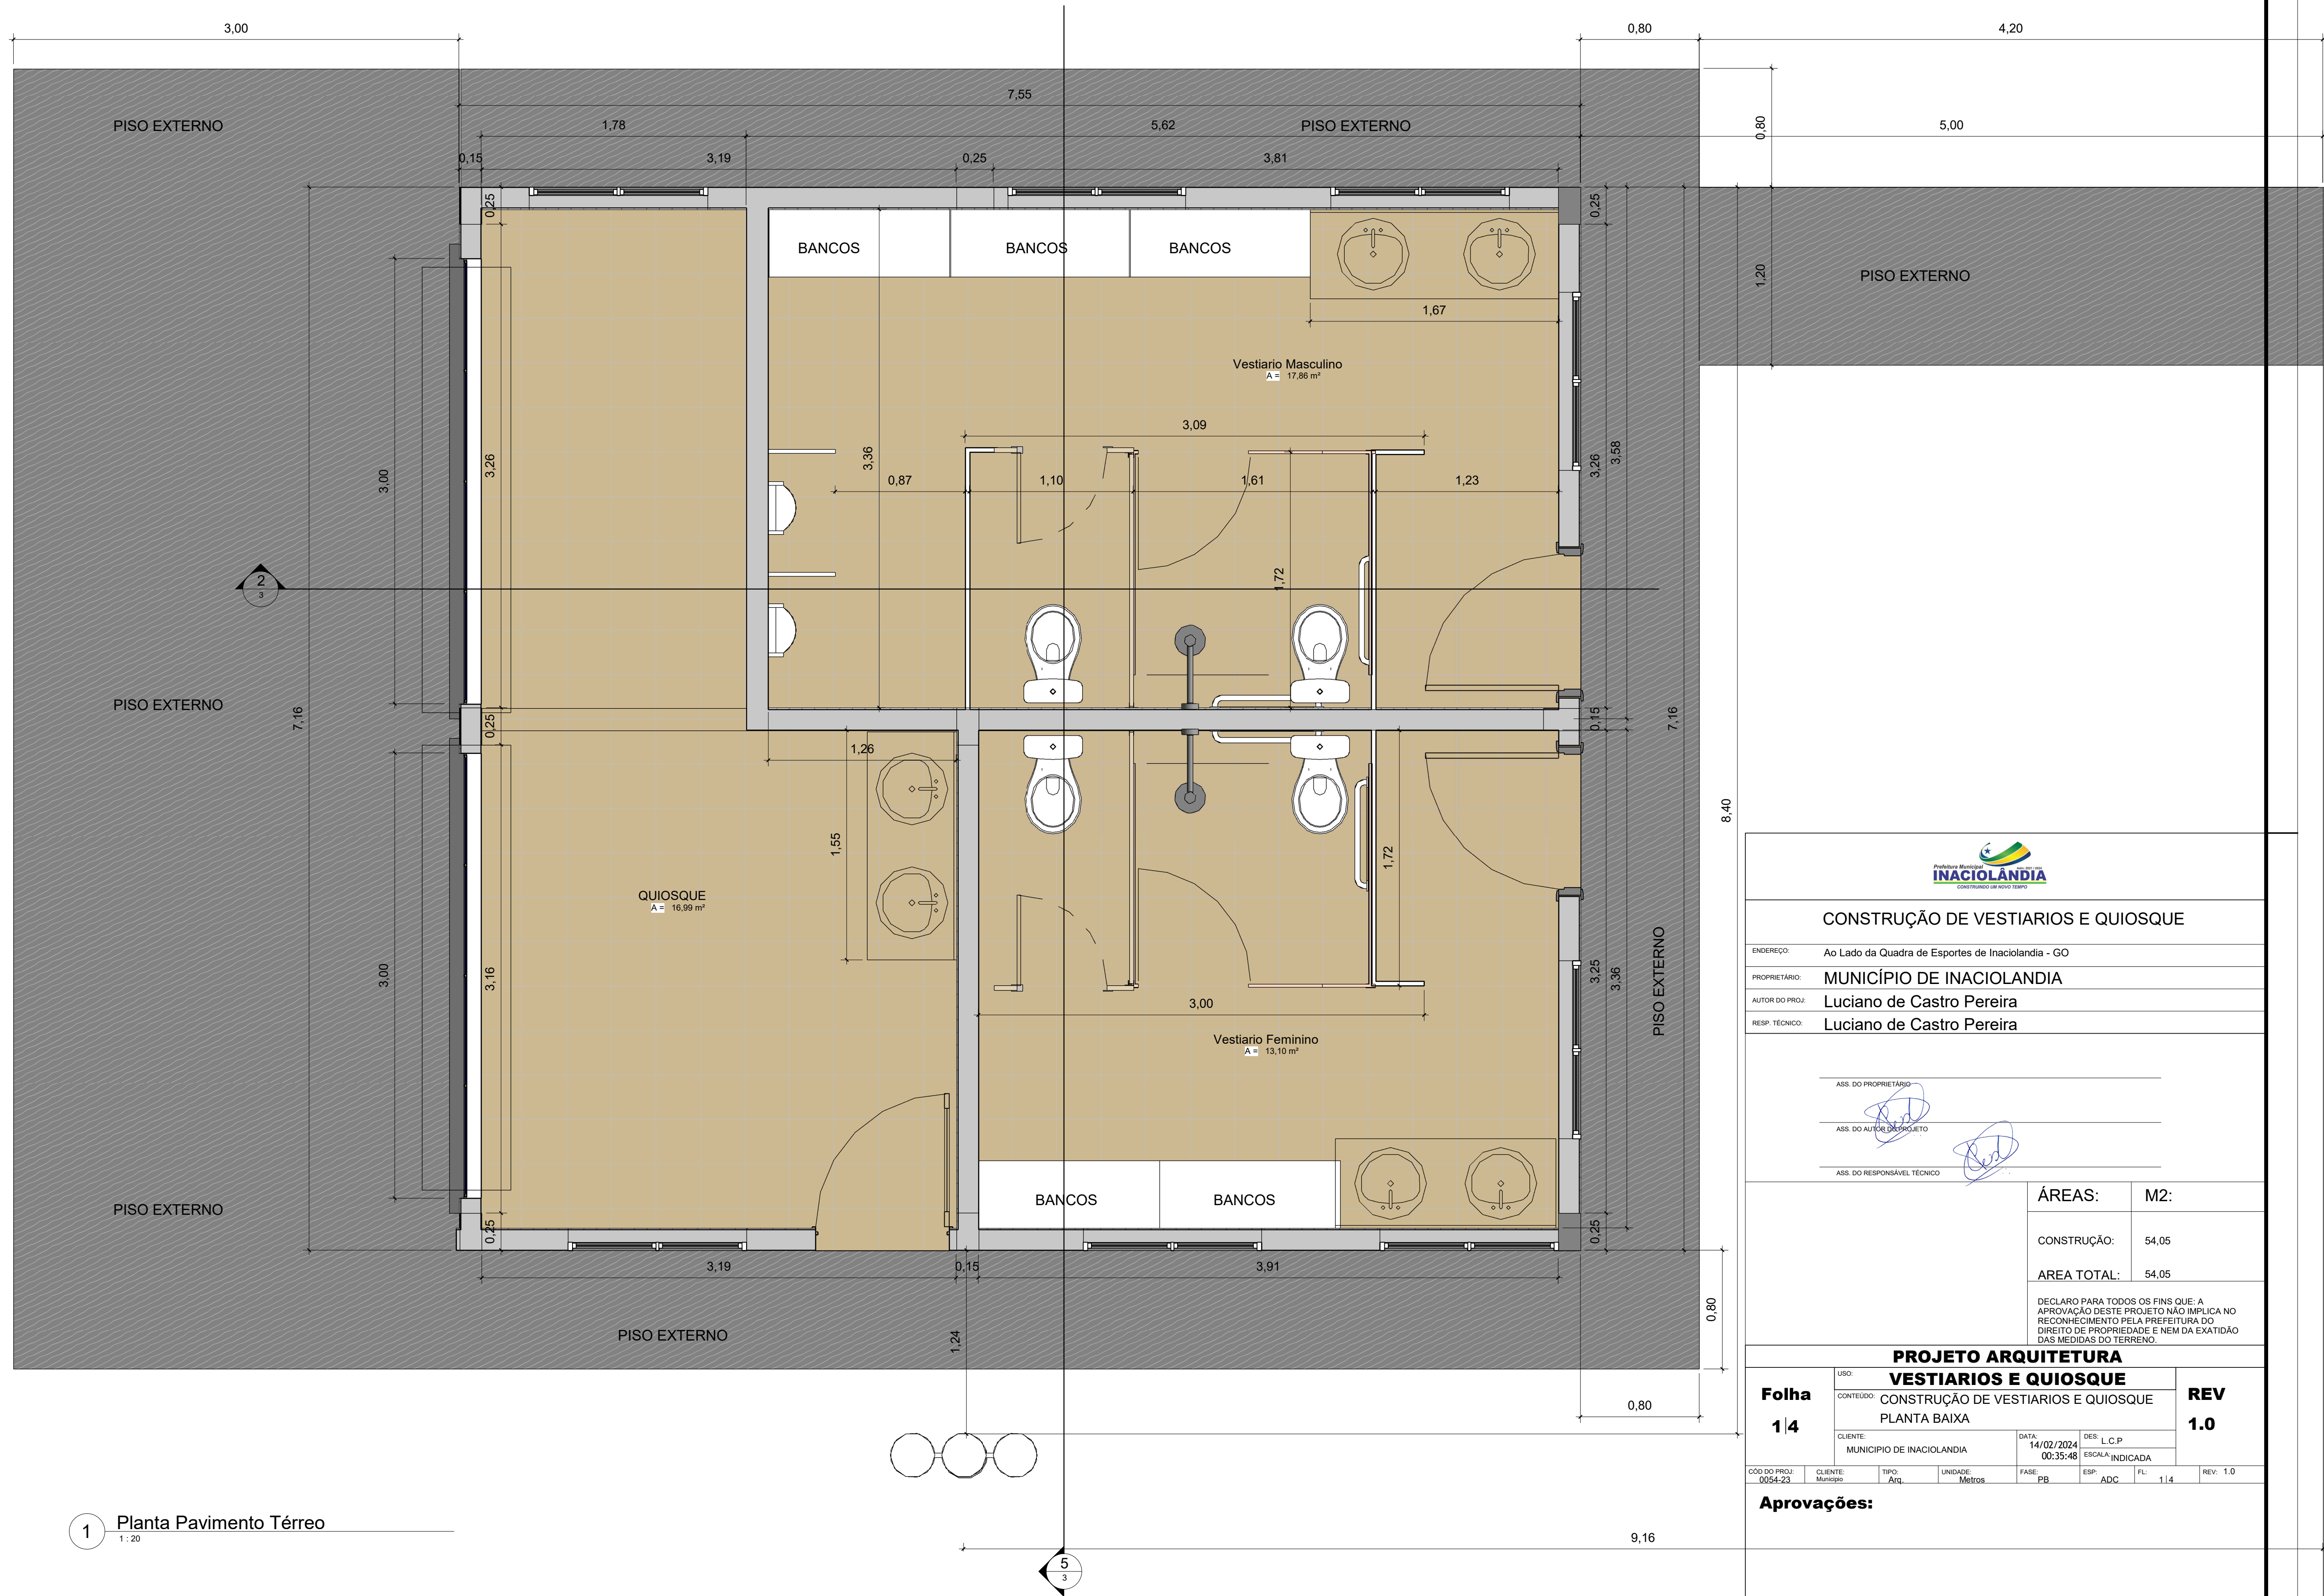 3,00
0,80
4,20
7,55
PISO EXTERNO
1,78
5,62
PISO EXTERNO
0,80
5,00
0,15
3,19
0,25
3,81
0,25
0,25
BANCOS
BANCOS
BANCOS
1,20
PISO EXTERNO
1,67
Vestiario Masculino
A = 17,86 m²
3,09
3,00
3,26
3,36
0,87
1,10
1,61
1,23
3,26
3,58
2
3
1,72
PISO EXTERNO
7,16
0,25
0,15
7,16
1,26
1,55
1,72
8,40
QUIOSQUE
A = 16,99 m²
3,00
3,16
3,25
3,36
PISO EXTERNO
3,00
Vestiario Feminino
A = 13,10 m²
BANCOS
BANCOS
PISO EXTERNO
0,25
0,25
3,19
0,15
3,91
0,80
PISO EXTERNO
1,24
0,80
9,16
5
3
1
Planta Pavimento Térreo
1 : 20
Prefeitura Municipal
INACIOLÂNDIA
CONSTRUINDO UM NOVO TEMPO
CONSTRUÇÃO DE VESTIARIOS E QUIOSQUE
ENDEREÇO: Ao Lado da Quadra de Esportes de Inaciolandia - GO
PROPRIETÁRIO: MUNICÍPIO DE INACIOLANDIA
AUTOR DO PROJ: Luciano de Castro Pereira
RESP. TÉCNICO: Luciano de Castro Pereira
ASS. DO PROPRIETÁRIO
ASS. DO AUTOR DO PROJETO
ASS. DO RESPONSÁVEL TÉCNICO
ÁREAS: M2:
CONSTRUÇÃO: 54,05
AREA TOTAL: 54,05
DECLARO PARA TODOS OS FINS QUE: A
APROVAÇÃO DESTE PROJETO NÃO IMPLICA NO
RECONHECIMENTO PELA PREFEITURA DO
DIREITO DE PROPRIEDADE E NEM DA EXATIDÃO
DAS MEDIDAS DO TERRENO.
PROJETO ARQUITETURA
USO: VESTIARIOS E QUIOSQUE
Folha
1|4
CONTEÚDO: CONSTRUÇÃO DE VESTIARIOS E QUIOSQUE
PLANTA BAIXA
REV
1.0
CLIENTE:
MUNICIPIO DE INACIOLANDIA
DATA:
14/02/2024
00:35:48
DES: L.C.P
ESCALA: INDICADA
CÓD DO PROJ:
0054-23
CLIENTE:
Municipio
TIPO:
Arq.
UNIDADE:
Metros
FASE:
PB
ESP:
ADC
FL:
1|4
REV: 1.0
Aprovações: